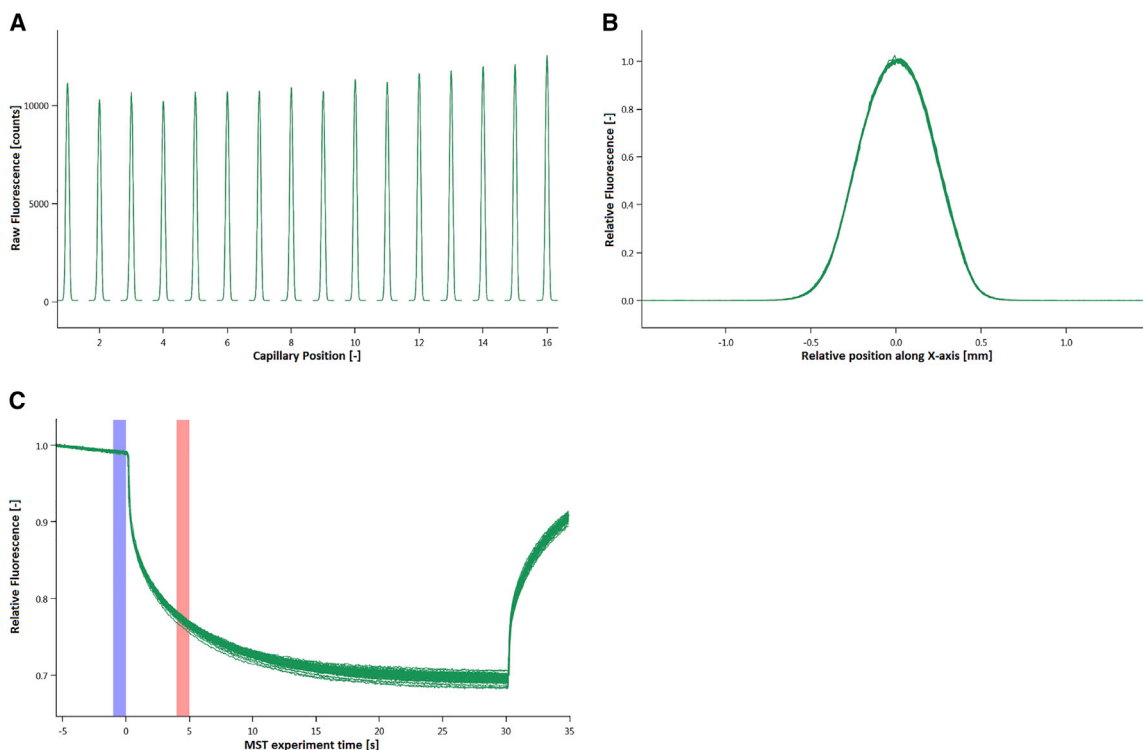 A
Raw Fluorescence [counts]
10000
5000
0
2 4 6 8 10 12 14 16
Capillary Position [-]
B
Relative Fluorescence [-]
1.0
0.8
0.6
0.4
0.2
0.0
-1.0 -0.5 0.0 0.5 1.0
Relative position along X-axis [mm]
C
Relative Fluorescence [-]
1.0
0.9
0.8
0.7
-5 0 5 10 15 20 25 30 35
MST experiment time [s]